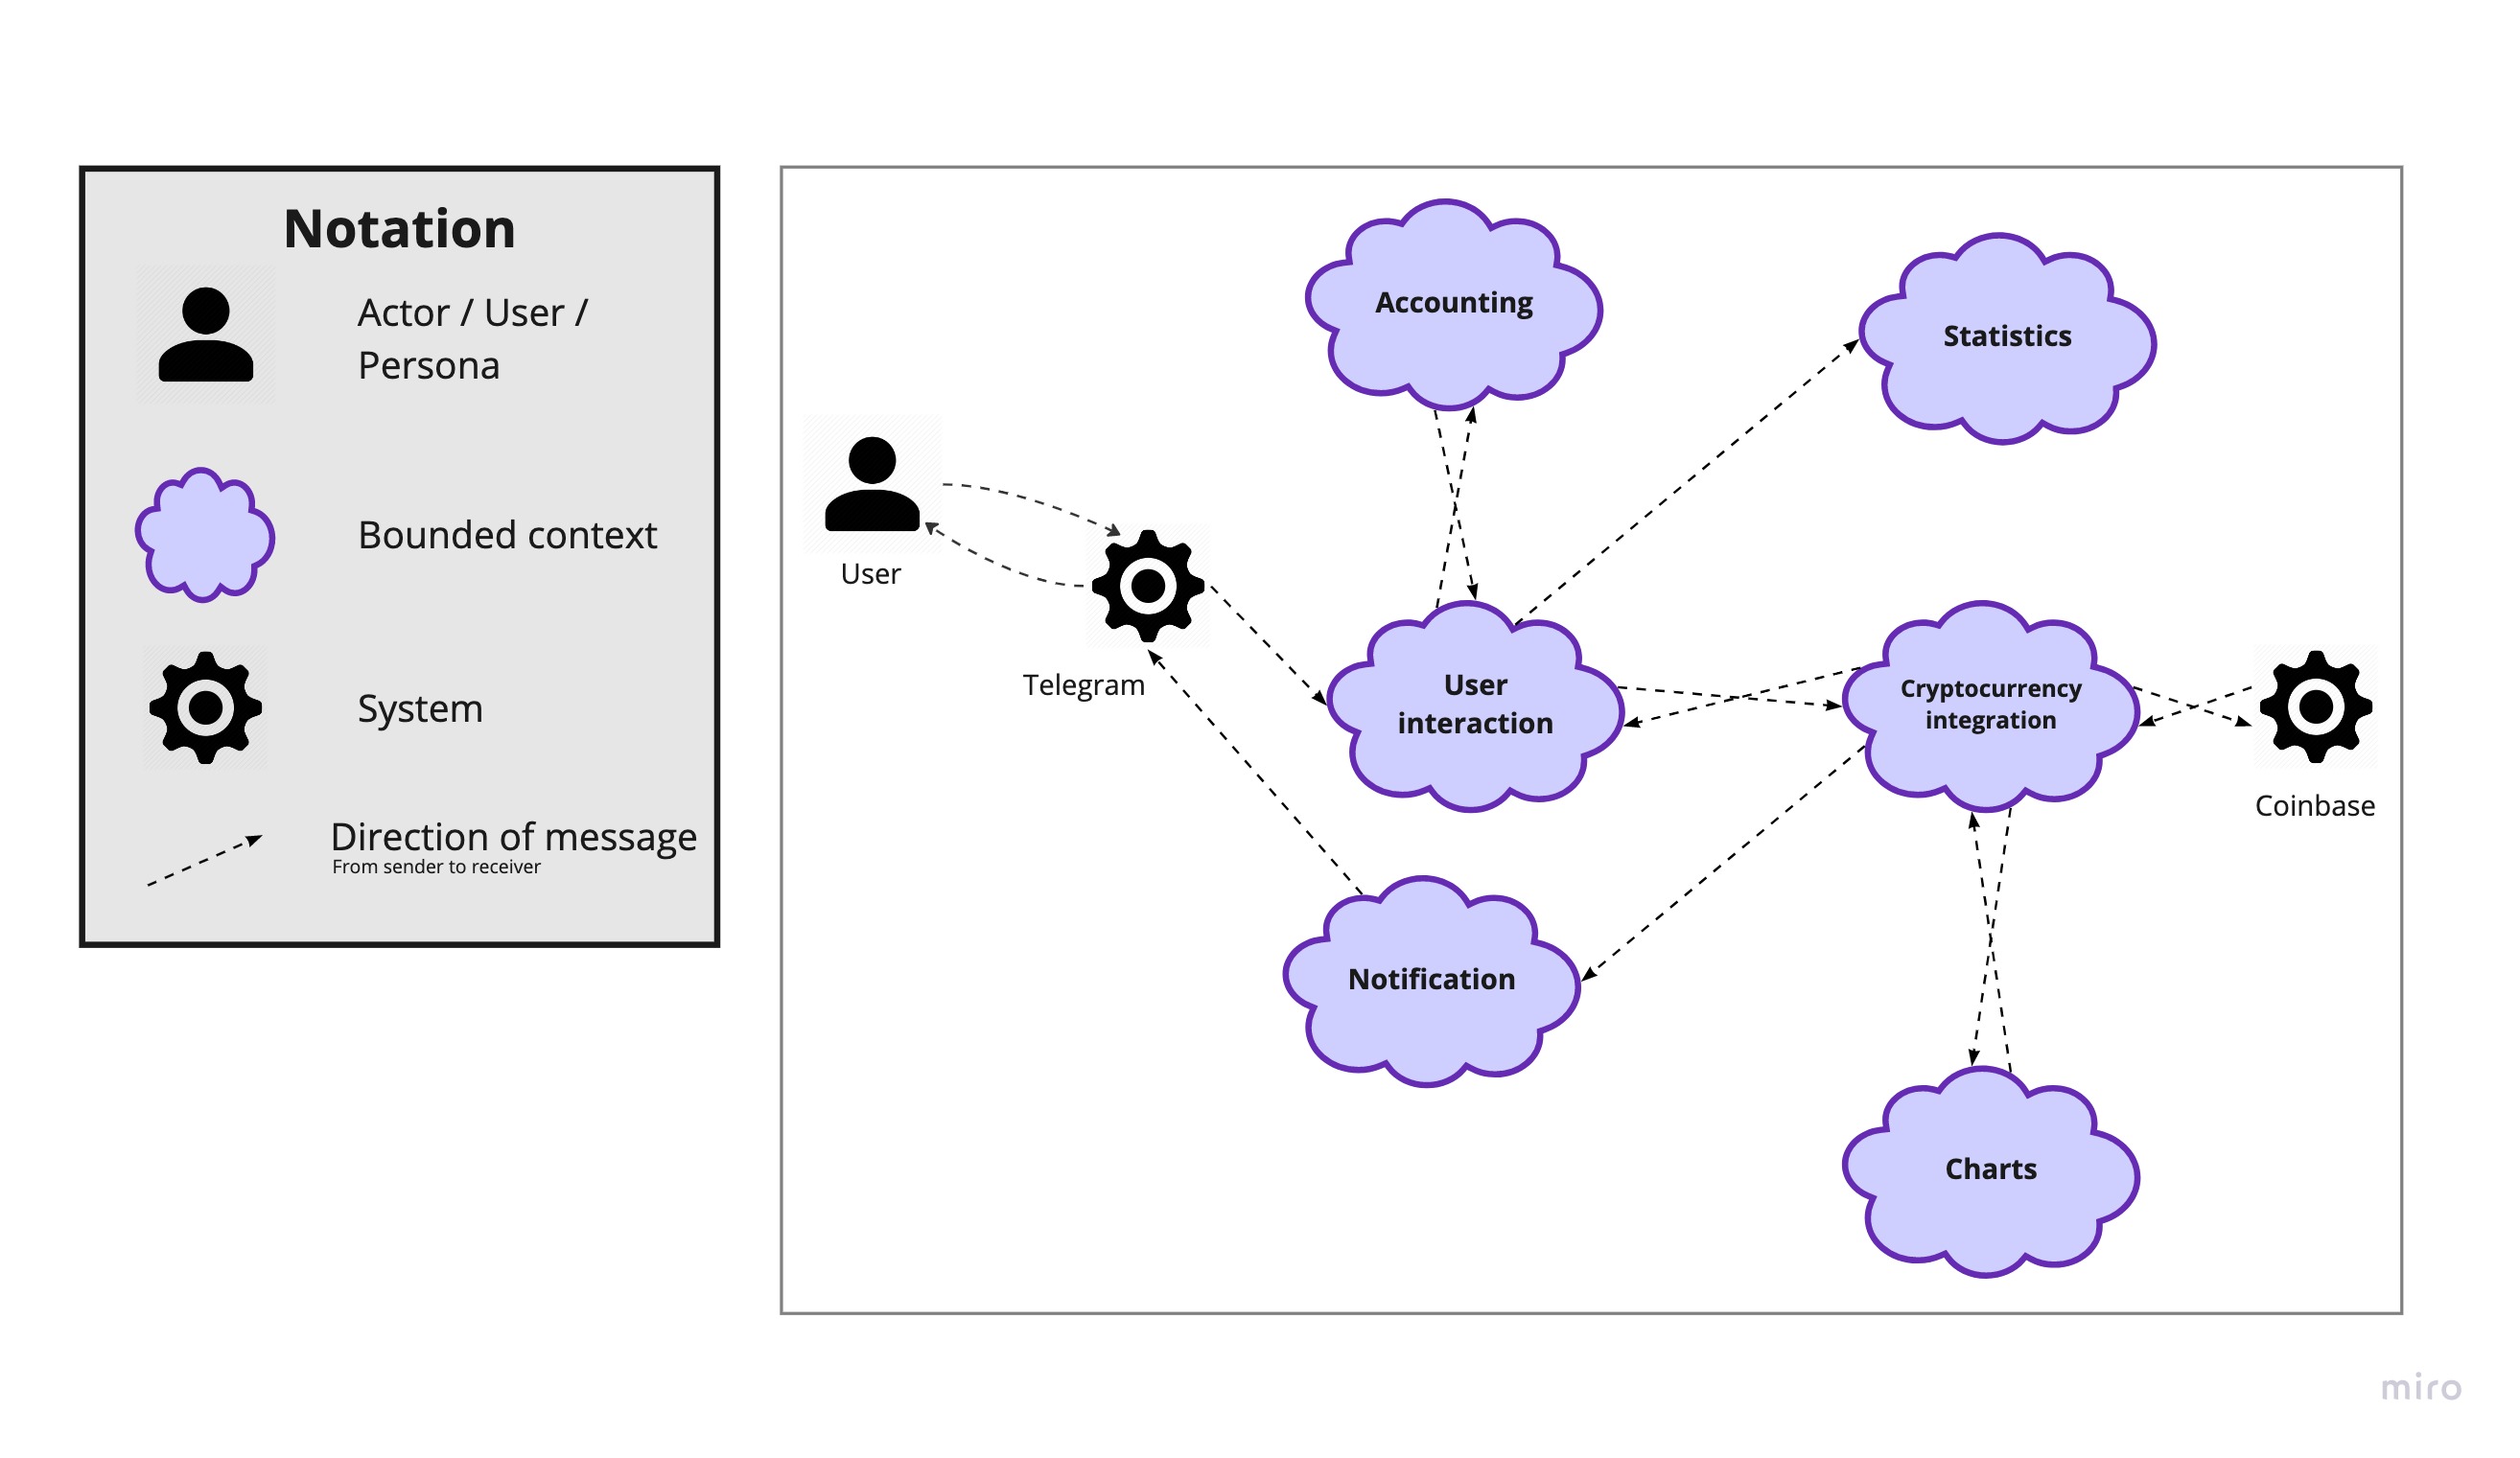 Notation
Actor / User /
Persona
Bounded context
System
Direction of message
From sender to receiver
Accounting
Statistics
User
Telegram
User
interaction
Cryptocurrency
integration
Coinbase
Notification
Charts
miro